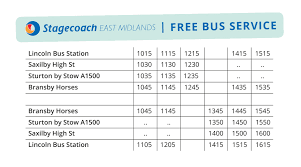 Stagecoach EAST MIDLANDS | FREE BUS SERVICE
Lincoln Bus Station 1015 1115 1215 1415 1515
Saxilby High St 1030 1130 1230 .. ..
Sturton by Stow A1500 1035 1135 1235 .. ..
Bransby Horses 1045 1145 1245 1435 1535
Bransby Horses 1045 1145 1345 1445 1545
Sturton by Stow A1500 .. .. 1350 1450 1550
Saxilby High St .. .. 1400 1500 1600
Lincoln Bus Station 1105 1205 1415 1515 1615